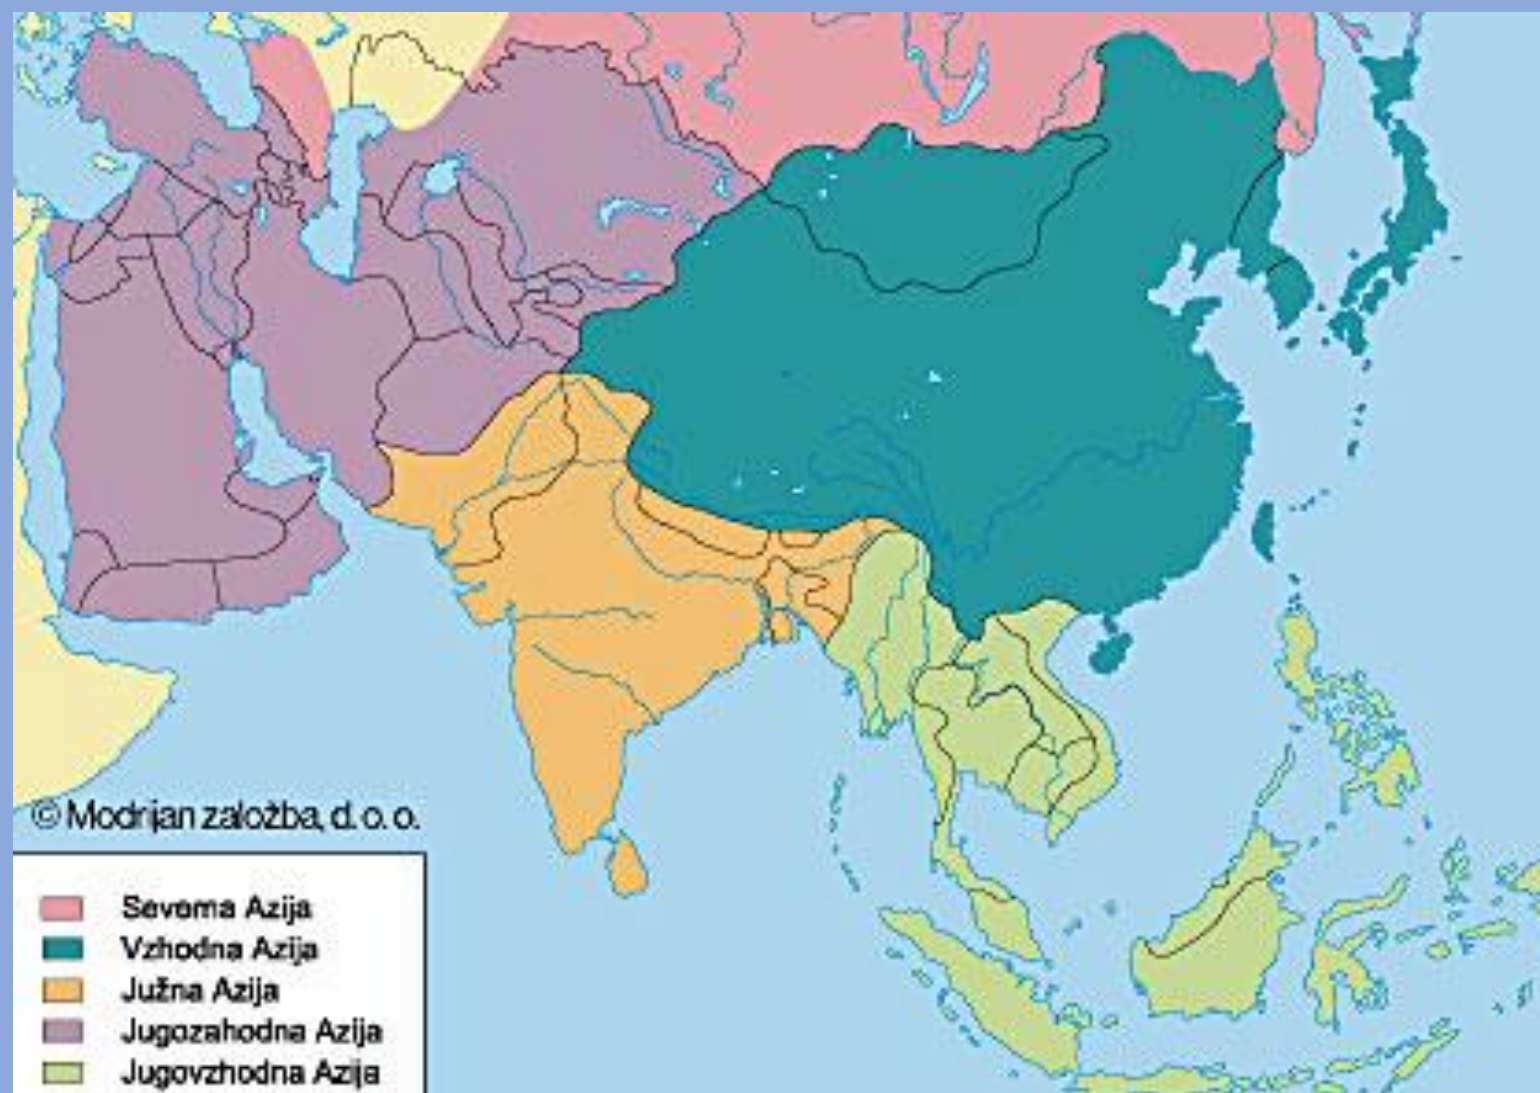 © Modrijan založba, d. o. o.
Severna Azija
Vzhodna Azija
Južna Azija
Jugozahodna Azija
Jugovzhodna Azija